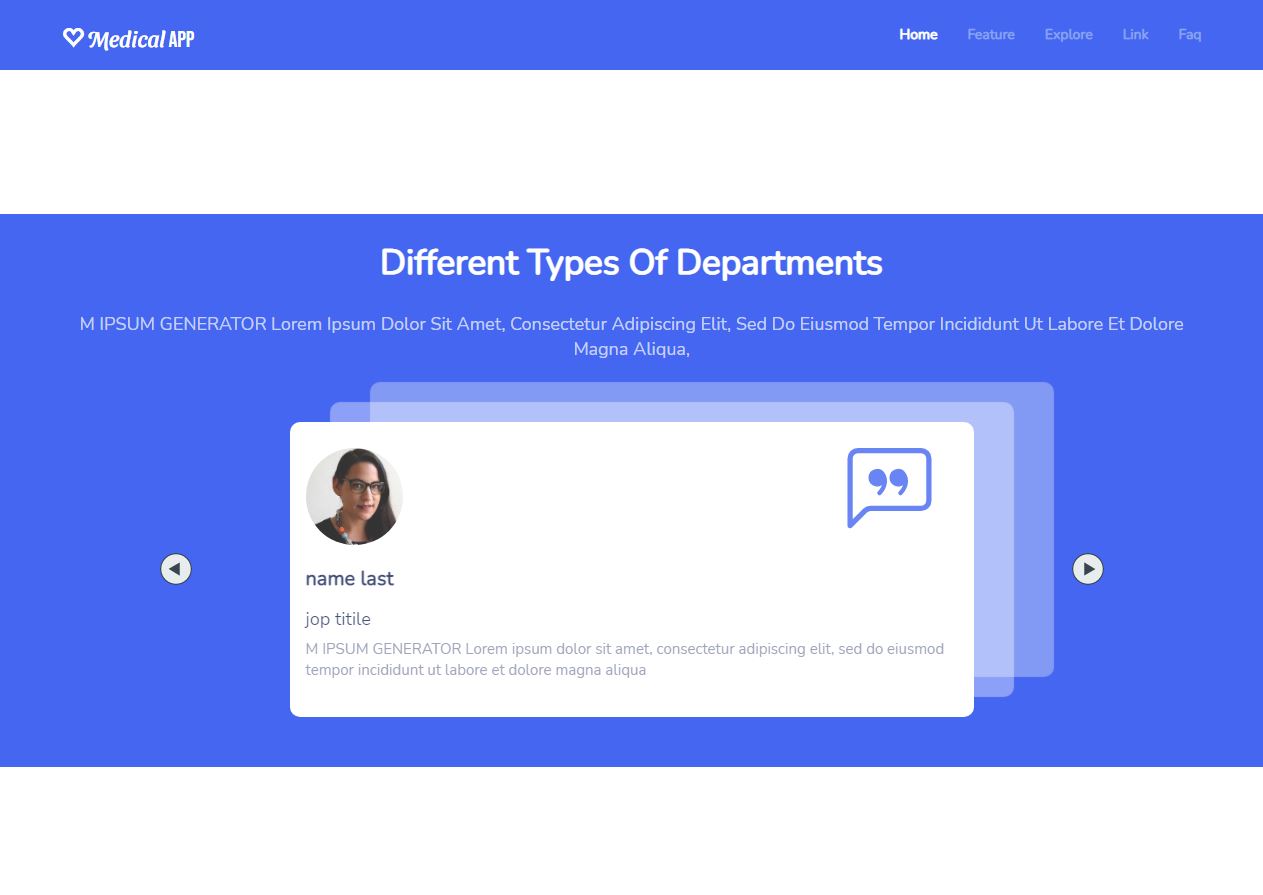 Medical APP
Home Feature Explore Link Faq
Different Types Of Departments
M IPSUM GENERATOR Lorem Ipsum Dolor Sit Amet, Consectetur Adipiscing Elit, Sed Do Eiusmod Tempor Incididunt Ut Labore Et Dolore
Magna Aliqua,
name last
jop titile
M IPSUM GENERATOR Lorem ipsum dolor sit amet, consectetur adipiscing elit, sed do eiusmod
tempor incididunt ut labore et dolore magna aliqua